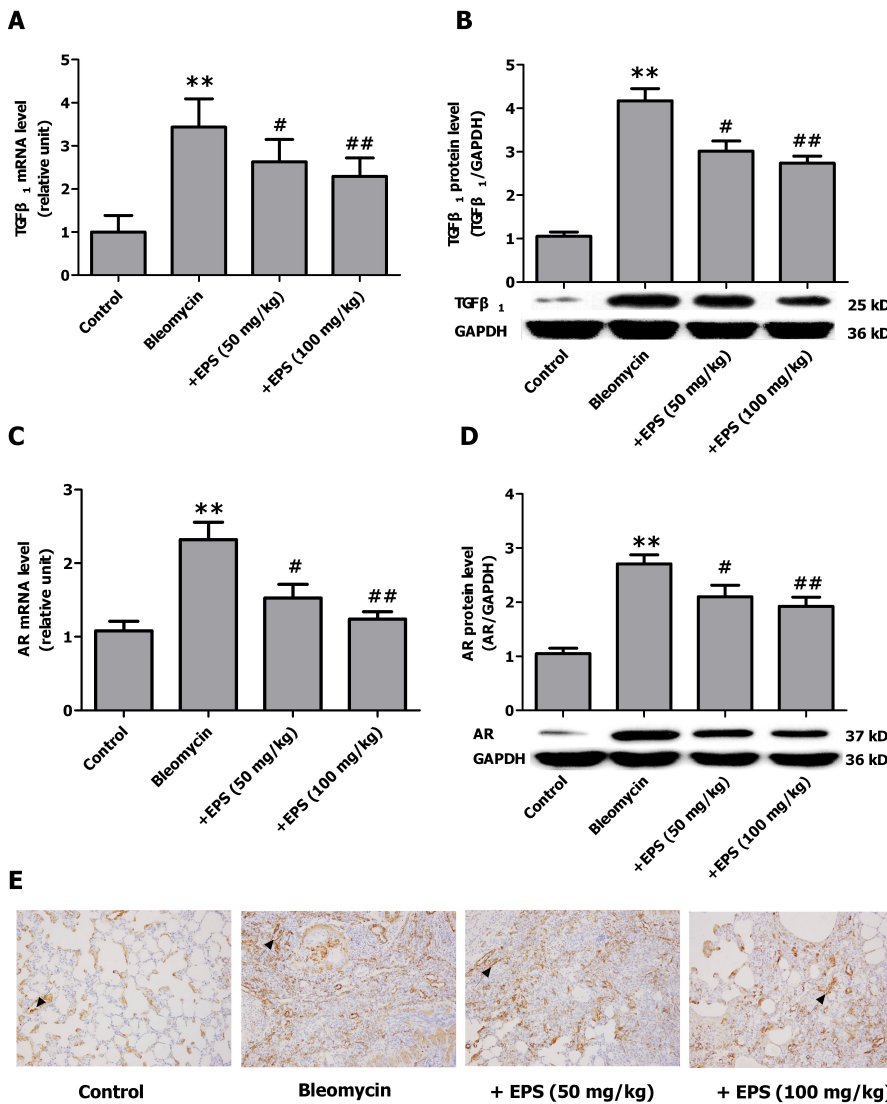 A
TGFβ 1 mRNA level
(relative unit)
5
4
3
2
1
0
**
#
##
Control
Bleomycin
+EPS (50 mg/kg)
+EPS (100 mg/kg)
B
TGFβ 1 protein level
(TGFβ 1/GAPDH)
5
4
3
2
1
0
**
#
##
TGFβ 1
25 kD
GAPDH
36 kD
Control
Bleomycin
+EPS (50 mg/kg)
+EPS (100 mg/kg)
C
AR mRNA level
(relative unit)
3
2
1
0
**
#
##
Control
Bleomycin
+EPS (50 mg/kg)
+EPS (100 mg/kg)
D
AR protein level
(AR/GAPDH)
4
3
2
1
0
**
#
##
AR
37 kD
GAPDH
36 kD
Control
Bleomycin
+EPS (50 mg/kg)
+EPS (100 mg/kg)
E
Control
Bleomycin
+ EPS (50 mg/kg)
+ EPS (100 mg/kg)